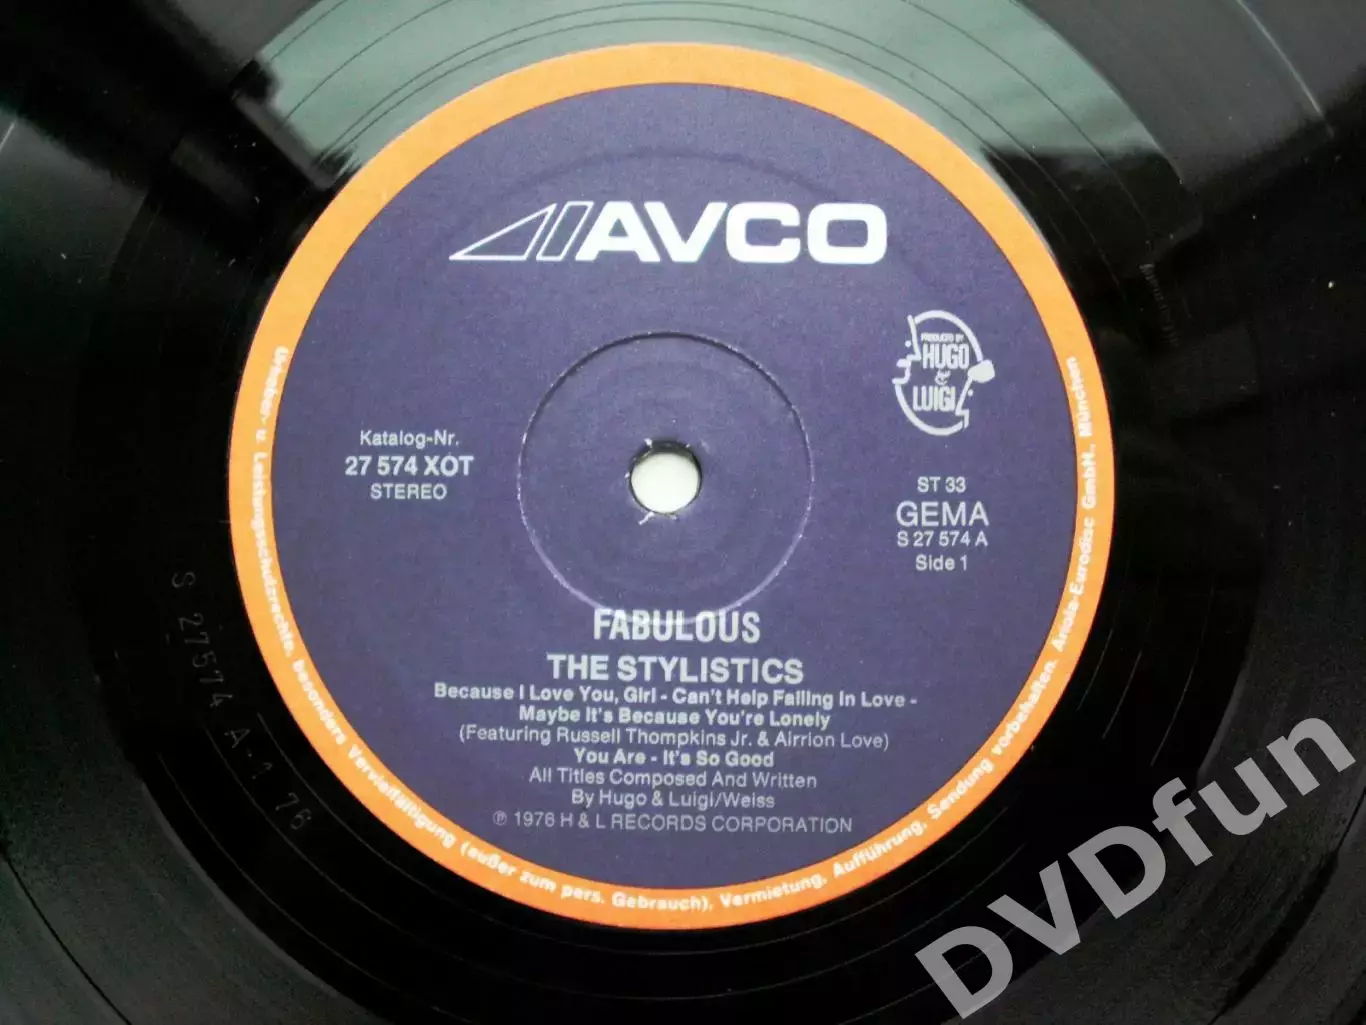 AVCO
PRODUCED BY
HUGO
&
LUIGI
Katalog-Nr.
27 574 XOT
STEREO
ST 33
GEMA
S 27 574 A
Side 1
FABULOUS
THE STYLISTICS
Because I Love You, Girl - Can't Help Falling In Love -
Maybe It's Because You're Lonely
(Featuring Russell Thompkins Jr. & Airrion Love)
You Are - It's So Good
All Titles Composed And Written
By Hugo & Luigi/Weiss
℗ 1976 H & L RECORDS CORPORATION
Urheber- u. Leistungsschutzrechte, besonders Vervielfältigung (außer zum pers. Gebrauch), Vermietung, Aufführung, Sendung vorbehalten. Ariola-Eurodisc GmbH., München
S 27574 A-1 76
DVDfun